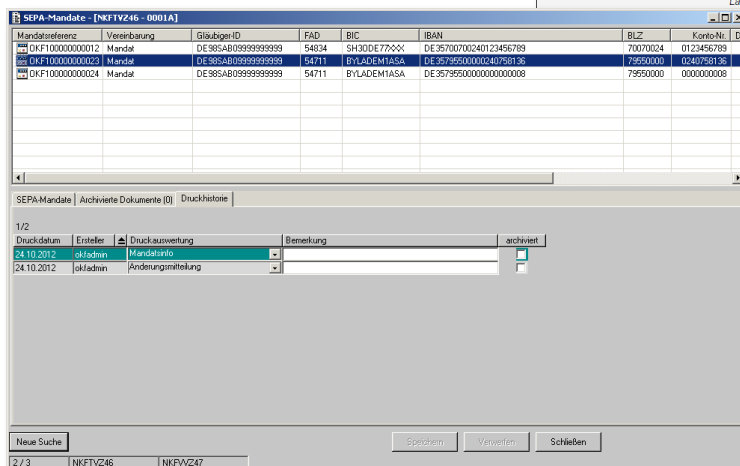 SEPA-Mandate - [NKFTVZ46 - 0001A]
Mandatsreferenz Vereinbarung Gläubiger-ID FAD BIC IBAN BLZ Konto-Nr. D
OKF100000000012 Mandat DE98SAB09999999999 54834 SH30DE77XXX DE35700700240123456789 70070024 0123456789
OKF100000000023 Mandat DE98SAB09999999999 54711 BYLADEM1ASA DE35795500000240758136 79550000 0240758136
OKF100000000024 Mandat DE98SAB09999999999 54711 BYLADEM1ASA DE35795500000000000008 79550000 0000000008
SEPA-Mandate Archivierte Dokumente (0) Druckhistorie
1/2
Druckdatum Ersteller Druckauswertung Bemerkung archiviert
24.10.2012 okfadmin Mandatsinfo
24.10.2012 okfadmin Änderungsmitteilung
Neue Suche Speichern Verwerfen Schließen
2 / 3 NKFTVZ46 NKFVVZ47